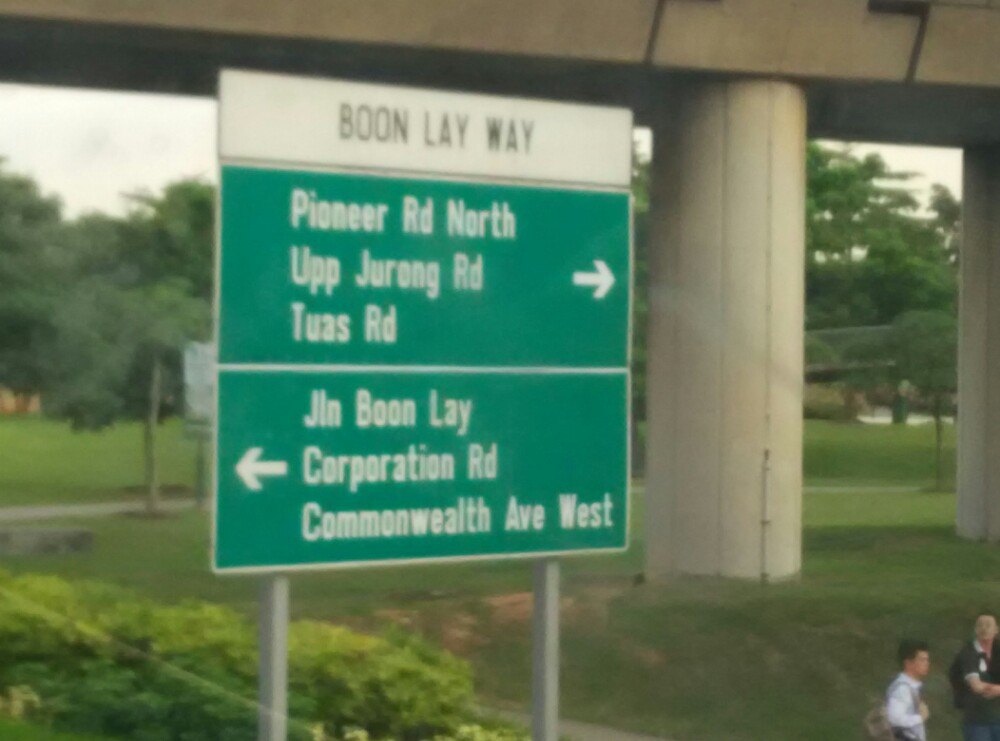 BOON LAY WAY
Pioneer Rd North
Upp Jurong Rd
Tuas Rd
Jln Boon Lay
Corporation Rd
Commonwealth Ave West